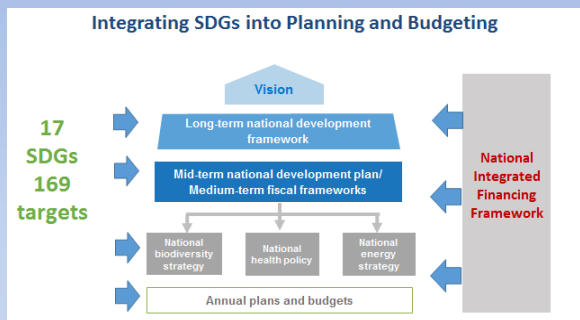 Integrating SDGs into Planning and Budgeting
Vision
Long-term national development
framework
17
SDGs
169
targets
Mid-term national development plan/
Medium-term fiscal frameworks
National
Integrated
Financing
Framework
National
biodiversity
strategy
National
health policy
National
energy
strategy
Annual plans and budgets